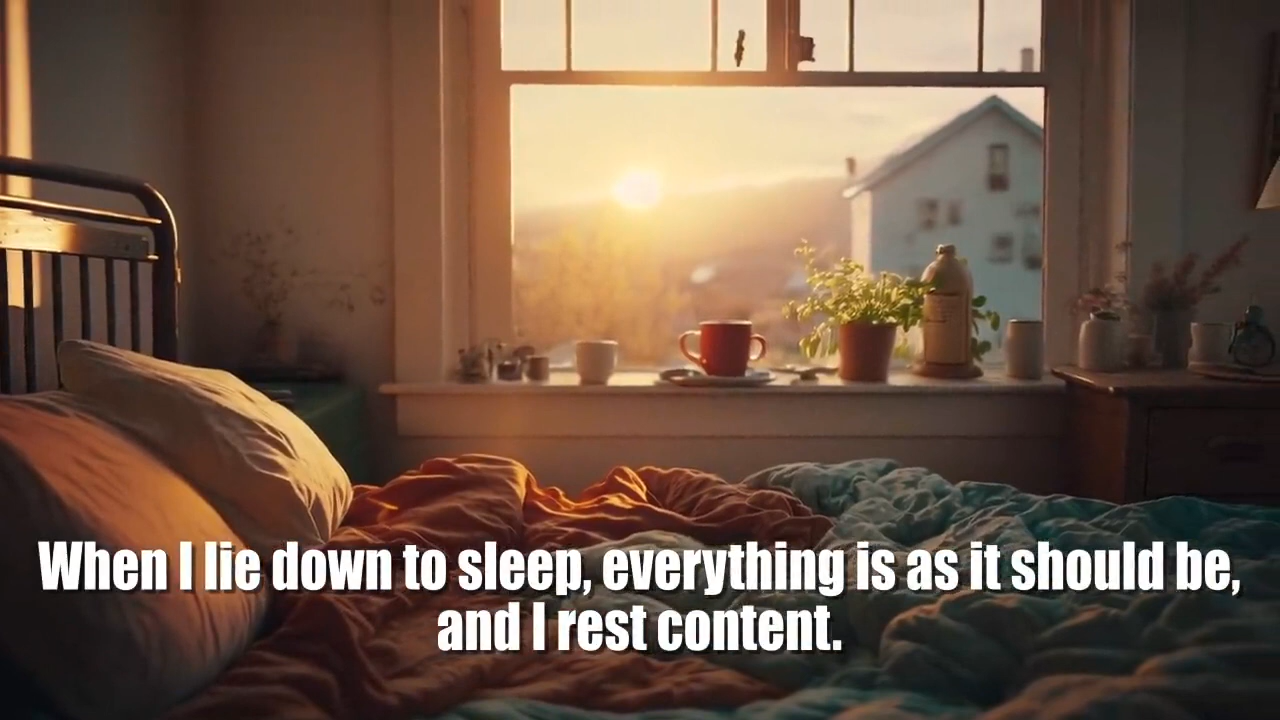 When I lie down to sleep, everything is as it should be,
and I rest content.